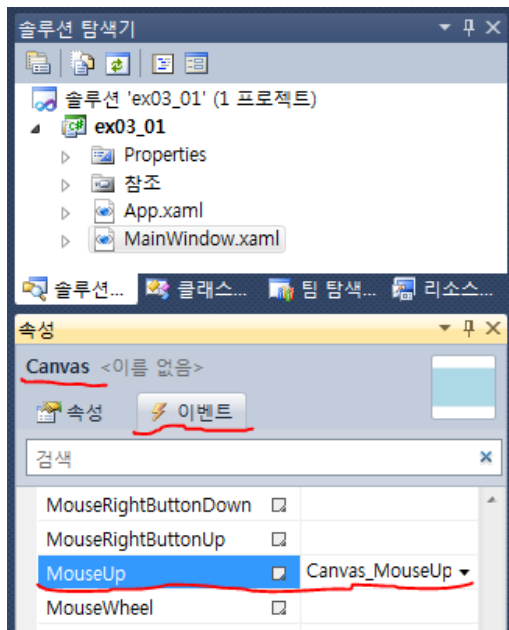 솔루션 탐색기
솔루션 'ex03_01' (1 프로젝트)
ex03_01
Properties
참조
App.xaml
MainWindow.xaml
솔루션... 클래스... 팀 탐색... 리소스...
속성
Canvas <이름 없음>
속성 이벤트
검색
MouseRightButtonDown
MouseRightButtonUp
MouseUp Canvas_MouseUp
MouseWheel